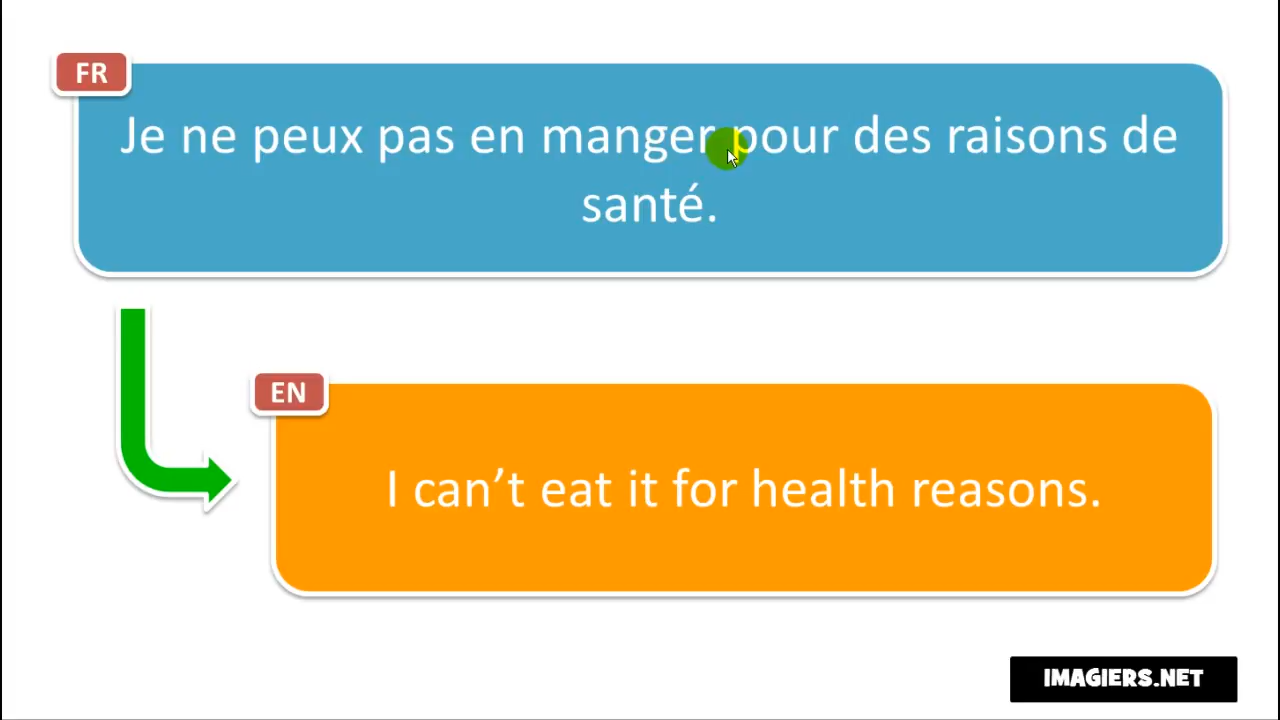 FR
Je ne peux pas en manger pour des raisons de
santé.
EN
I can’t eat it for health reasons.
IMAGIERS.NET